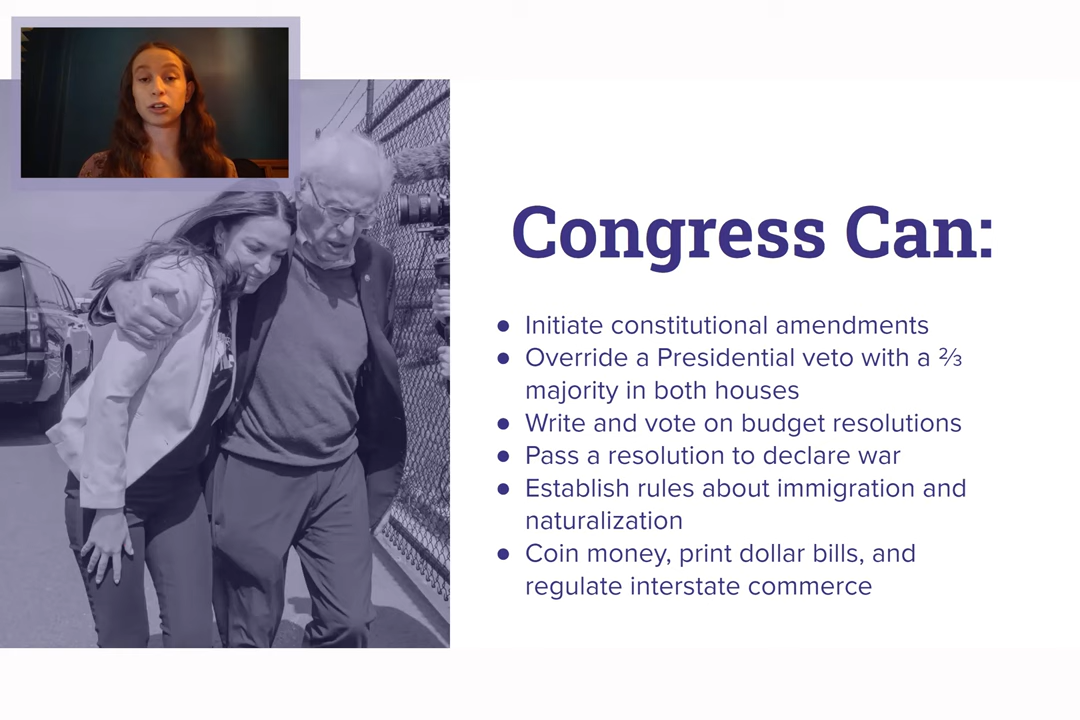 Congress Can:
● Initiate constitutional amendments
● Override a Presidential veto with a ⅔
majority in both houses
● Write and vote on budget resolutions
● Pass a resolution to declare war
● Establish rules about immigration and
naturalization
● Coin money, print dollar bills, and
regulate interstate commerce